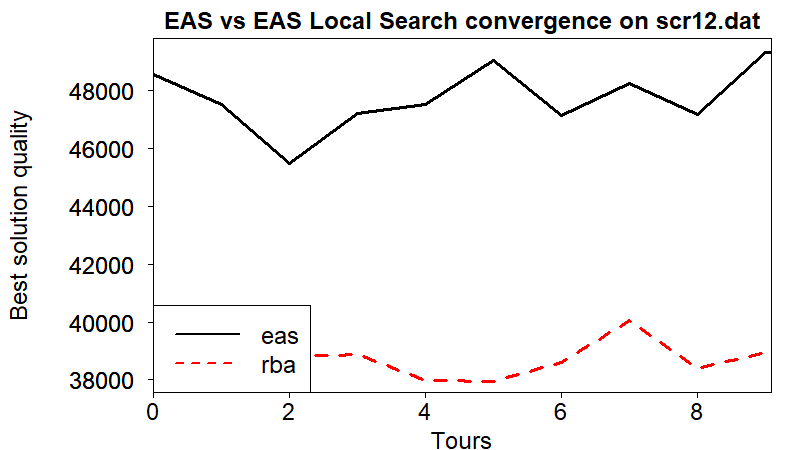 EAS vs EAS Local Search convergence on scr12.dat
Best solution quality
48000
46000
44000
42000
40000
38000
eas
rba
0 2 4 6 8
Tours